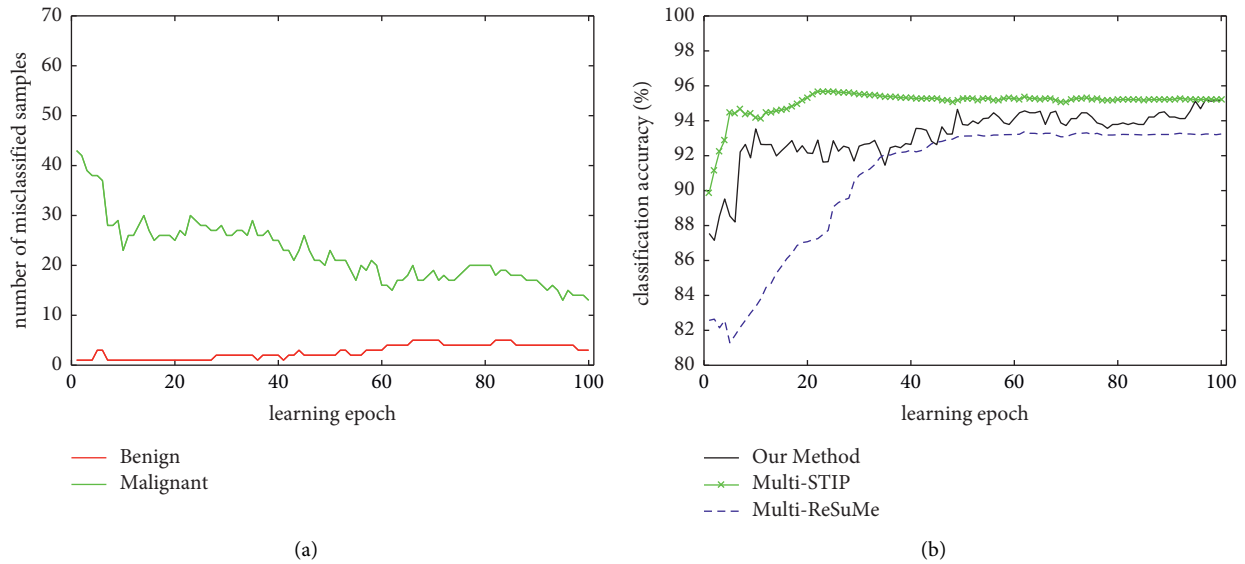 70
60
50
40
30
20
10
0
number of misclassified samples
0 20 40 60 80 100
learning epoch
Benign
Malignant
(a)
100
98
96
94
92
90
88
86
84
82
80
classification accuracy (%)
0 20 40 60 80 100
learning epoch
Our Method
Multi-STIP
Multi-ReSuMe
(b)